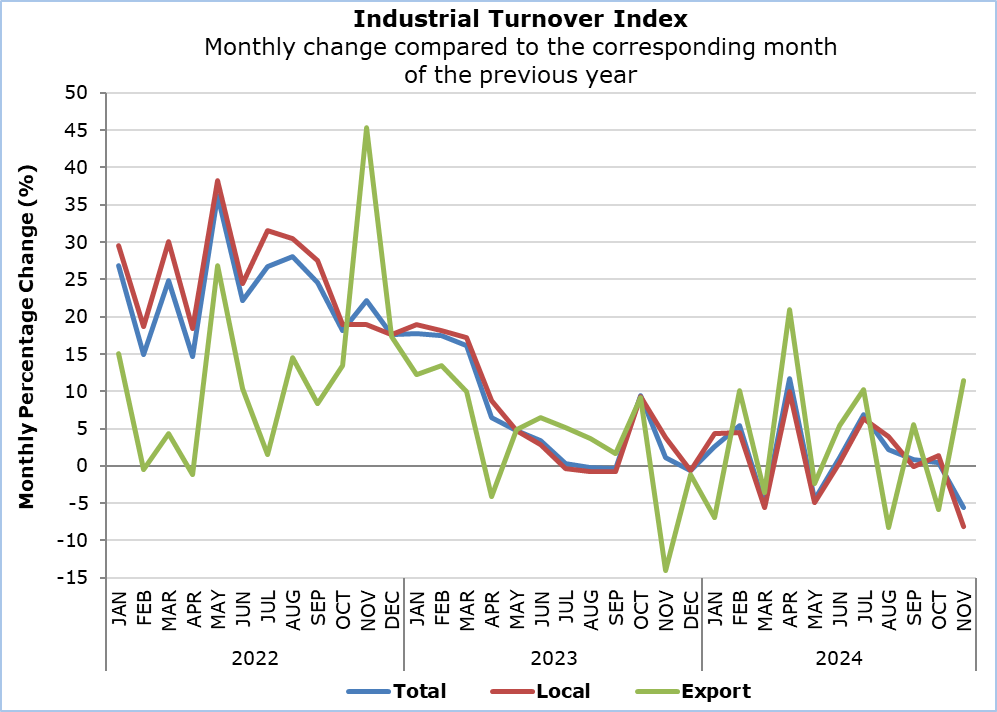 Industrial Turnover Index
Monthly change compared to the corresponding month
of the previous year
Monthly Percentage Change (%)
50
45
40
35
30
25
20
15
10
5
0
-5
-10
-15
JAN FEB MAR APR MAY JUN JUL AUG SEP OCT NOV DEC JAN FEB MAR APR MAY JUN JUL AUG SEP OCT NOV DEC JAN FEB MAR APR MAY JUN JUL AUG SEP OCT NOV
2022 2023 2024
Total Local Export